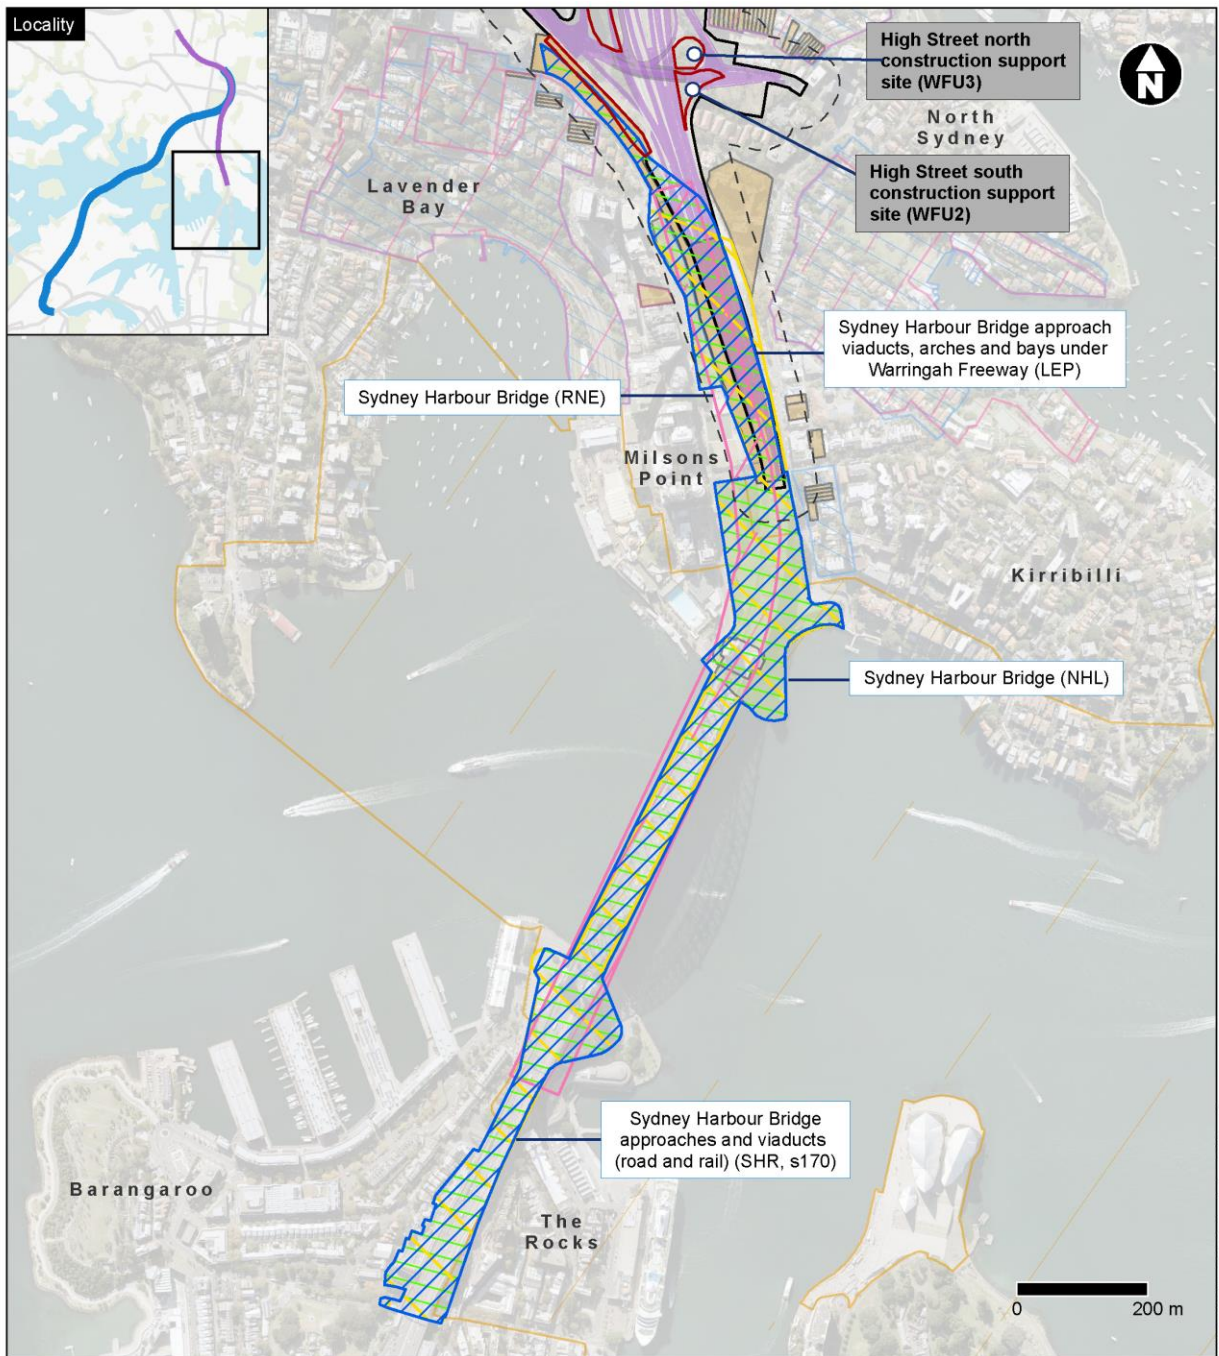 Locality
High Street north
construction support
site (WFU3)
N
North
Sydney
High Street south
construction support
site (WFU2)
Lavender
Bay
Sydney Harbour Bridge approach
viaducts, arches and bays under
Warringah Freeway (LEP)
Sydney Harbour Bridge (RNE)
Milsons
Point
Kirribilli
Sydney Harbour Bridge (NHL)
Sydney Harbour Bridge
approaches and viaducts
(road and rail) (SHR, s170)
Barangaroo
The
Rocks
0 200 m